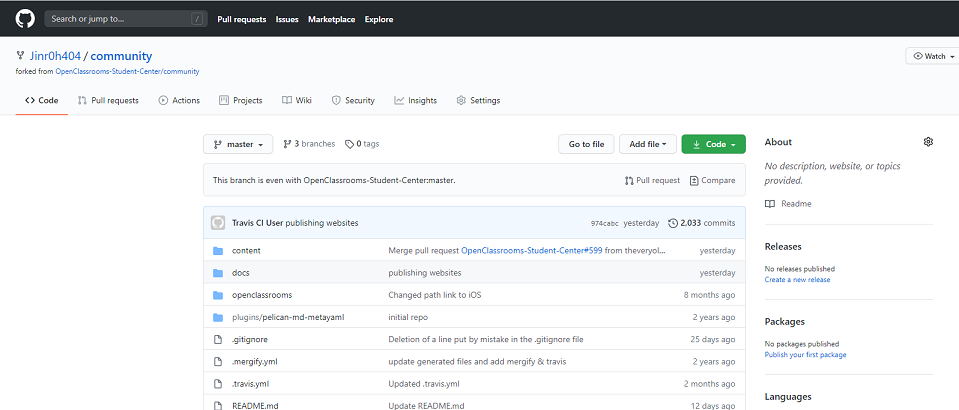 Search or jump to... /
Pull requests Issues Marketplace Explore
Jinr0h404 / community
forked from OpenClassrooms-Student-Center/community
Watch
Code Pull requests Actions Projects Wiki Security Insights Settings
master 3 branches 0 tags Go to file Add file Code
This branch is even with OpenClassrooms-Student-Center:master. Pull request Compare
Travis CI User publishing websites 974cabc yesterday 2,033 commits
content Merge pull request OpenClassrooms-Student-Center#599 from theveryol... yesterday
docs publishing websites yesterday
openclassrooms Changed path link to iOS 8 months ago
plugins/pelican-md-metayaml initial repo 2 years ago
.gitignore Deletion of a line put by mistake in the .gitignore file 25 days ago
.mergify.yml update generated files and add mergify & travis 2 years ago
.travis.yml Updated .travis.yml 2 months ago
README.md Update README.md 12 days ago
About
No description, website, or topics
provided.
Readme
Releases
No releases published
Create a new release
Packages
No packages published
Publish your first package
Languages